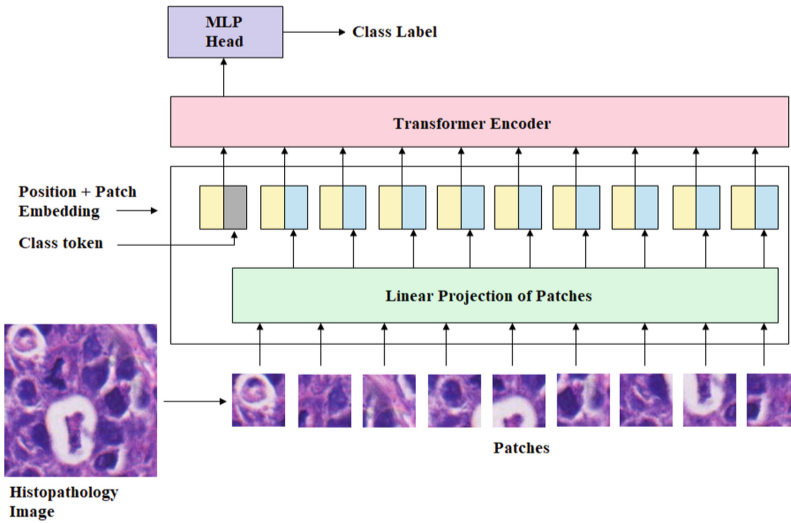 MLP
Head
Class Label
Transformer Encoder
Position + Patch
Embedding
Class token
Linear Projection of Patches
Patches
Histopathology
Image